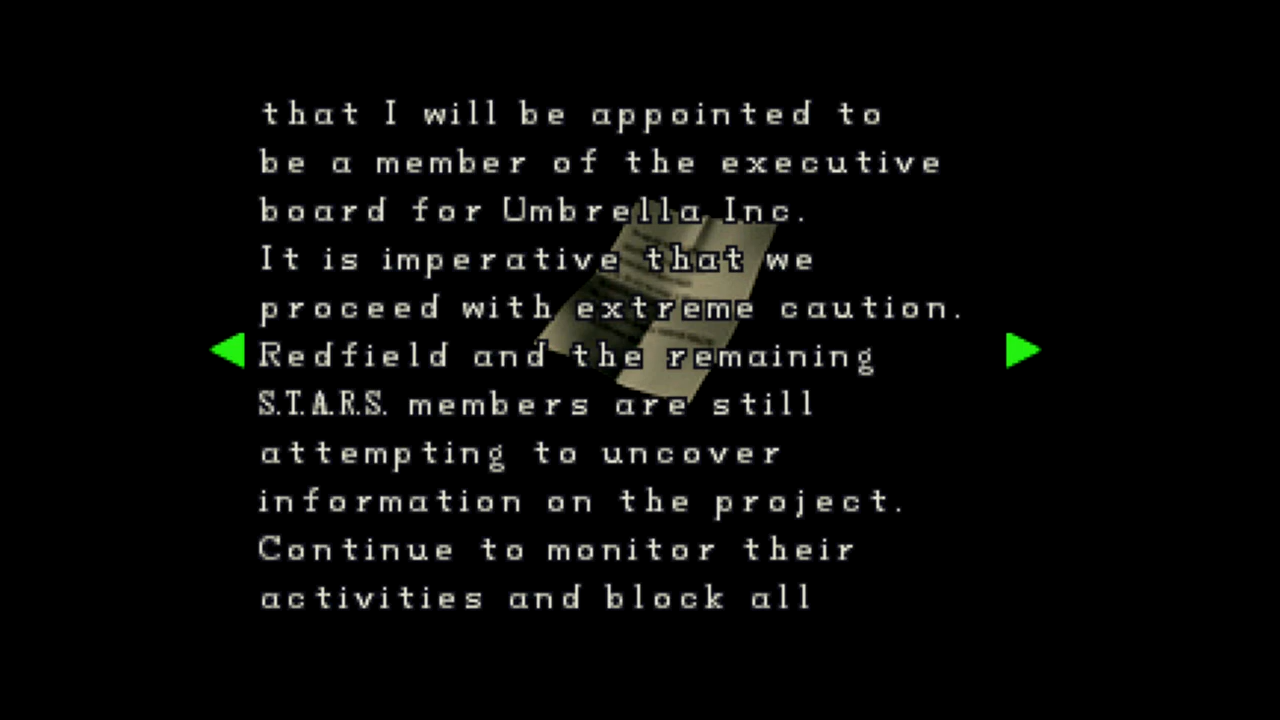 that I will be appointed to
be a member of the executive
board for Umbrella Inc.
It is imperative that we
proceed with extreme caution.
Redfield and the remaining
S.T.A.R.S. members are still
attempting to uncover
information on the project.
Continue to monitor their
activities and block all